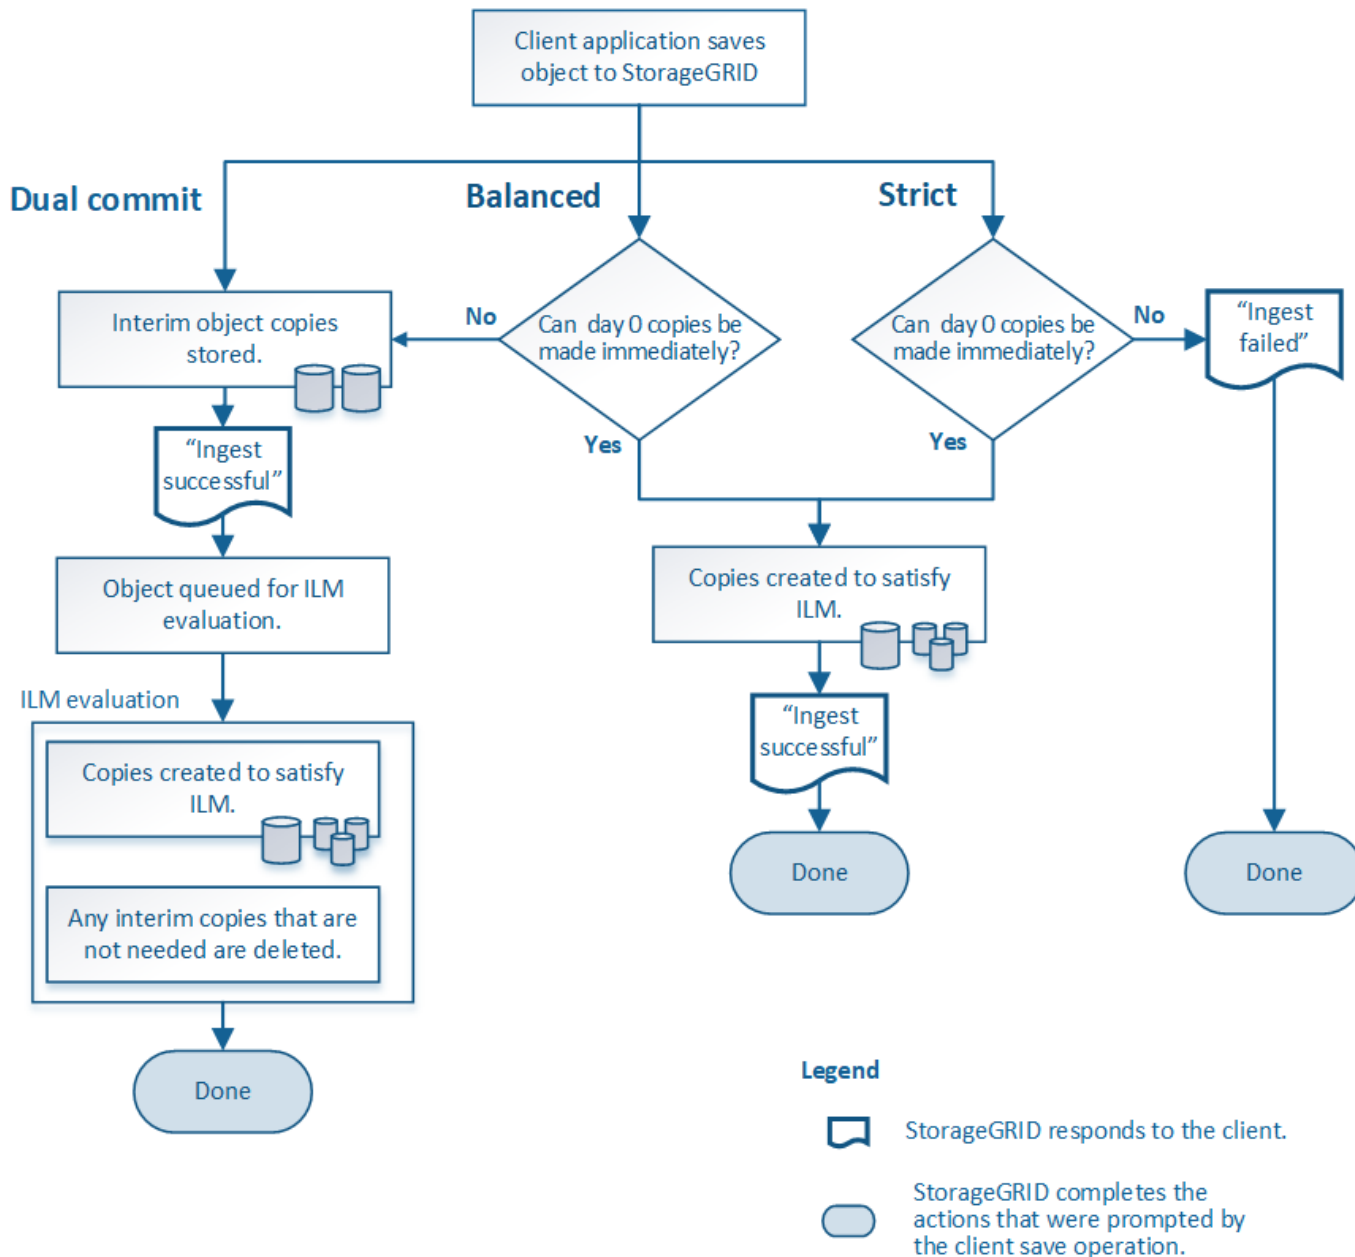 Client application saves
object to StorageGRID
Dual commit
Balanced
Strict
Interim object copies
stored.
No
Can day 0 copies be
made immediately?
Can day 0 copies be
made immediately?
No
“Ingest
failed”
Yes
Yes
“Ingest
successful”
Object queued for ILM
evaluation.
Copies created to satisfy
ILM.
ILM evaluation
“Ingest
successful”
Copies created to satisfy
ILM.
Any interim copies that are
not needed are deleted.
Done
Done
Done
Legend
StorageGRID responds to the client.
StorageGRID completes the
actions that were prompted by
the client save operation.